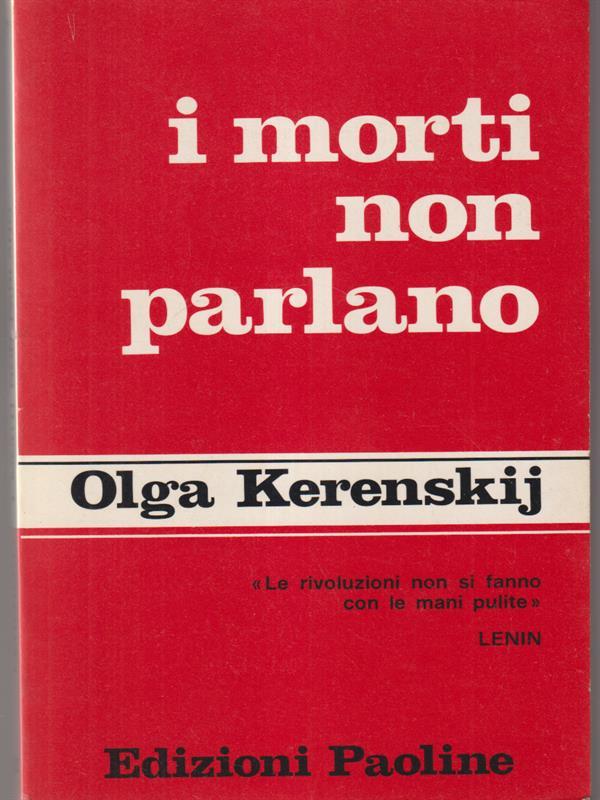 i morti
non
parlano
Olga Kerenskij
«Le rivoluzioni non si fanno
con le mani pulite»
LENIN
Edizioni Paoline